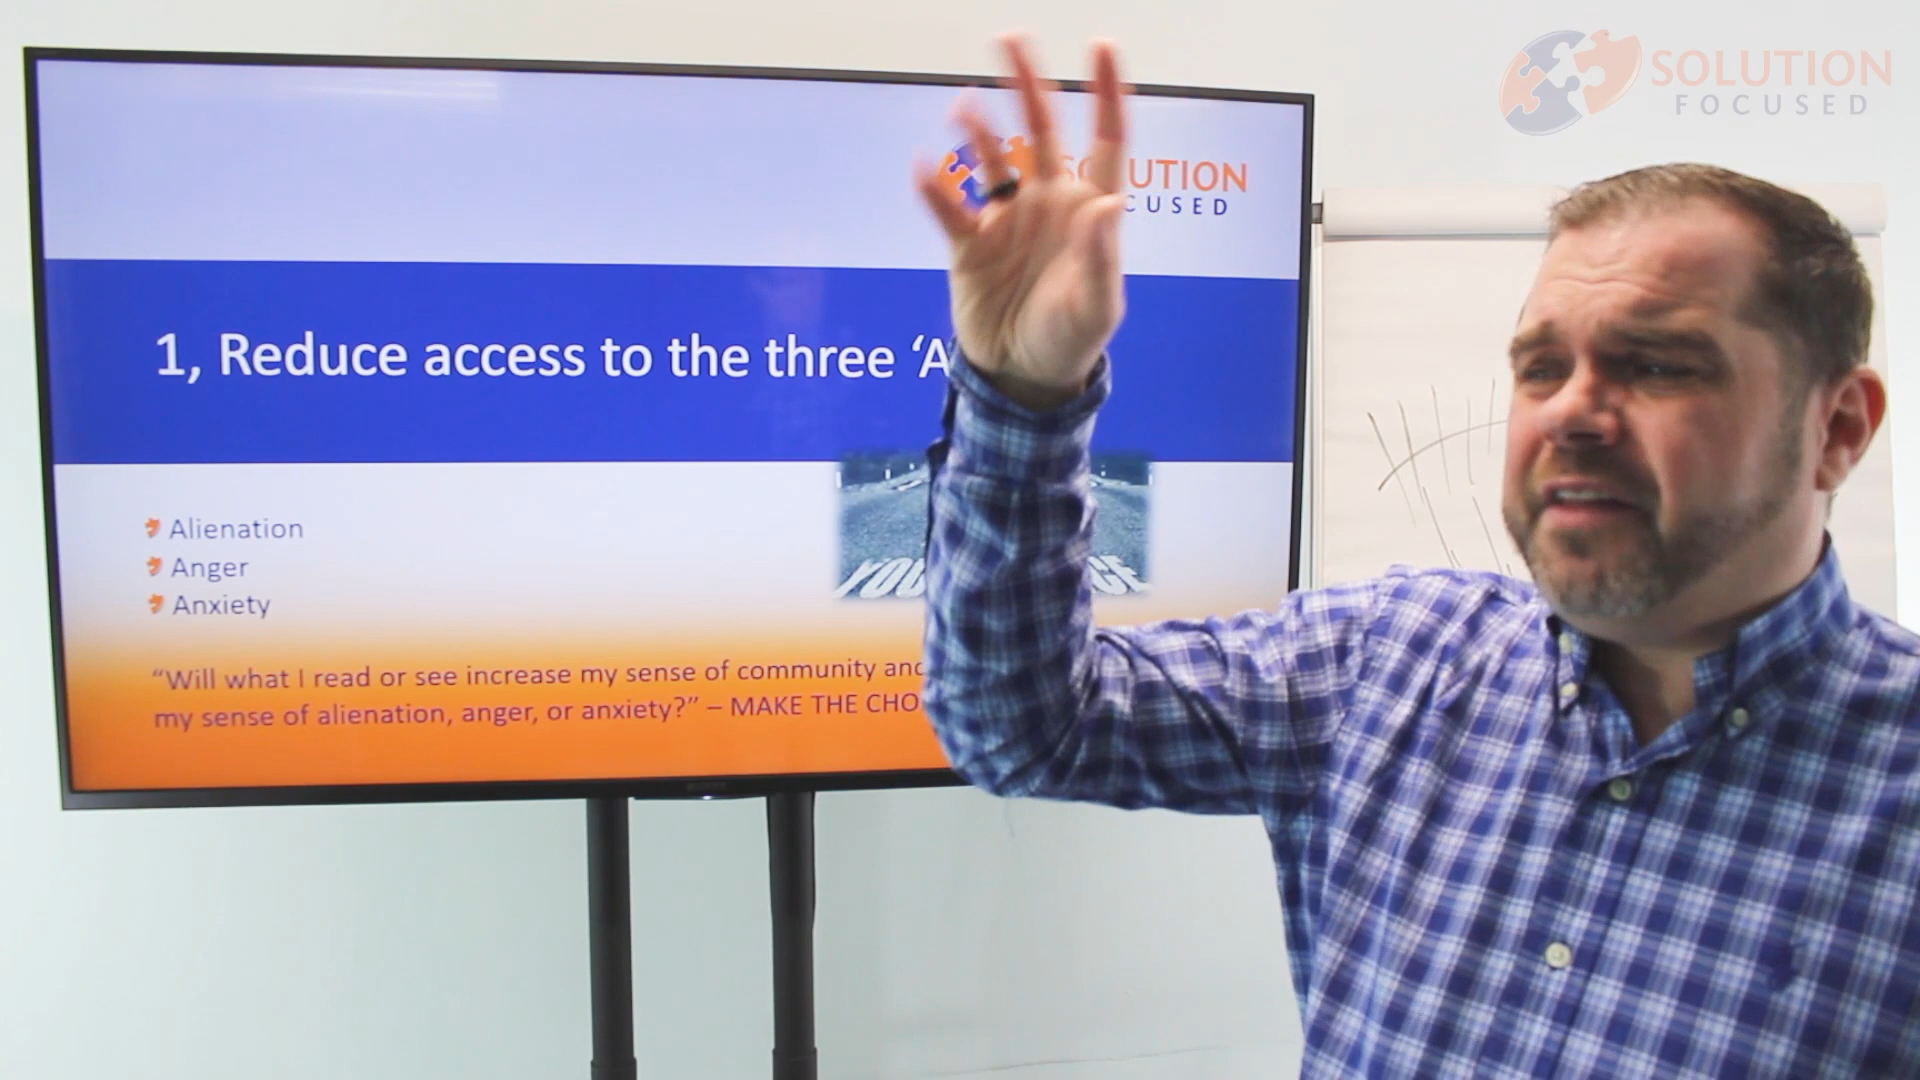 SOLUTION
FOCUSED
UTION
CUSED
1, Reduce access to the three ‘A
Alienation
Anger
Anxiety
“Will what I read or see increase my sense of community and
my sense of alienation, anger, or anxiety?” – MAKE THE CHO